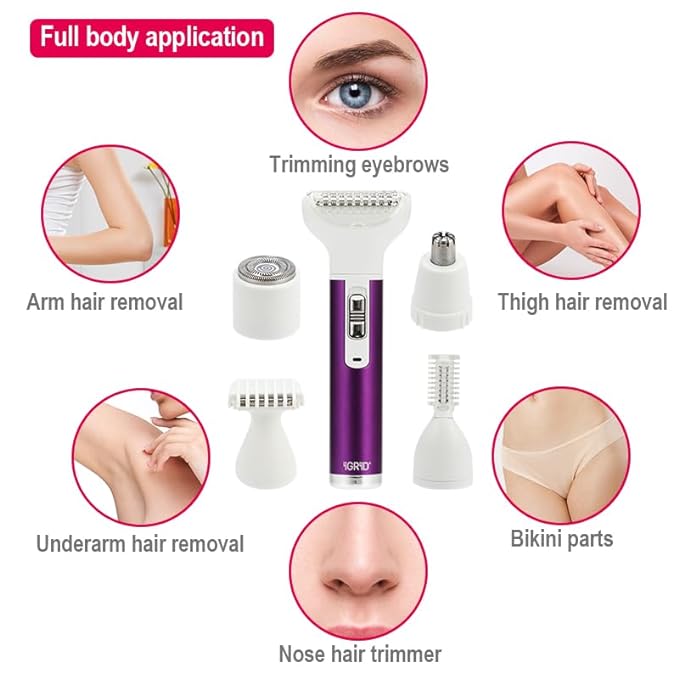 Full body application
Trimming eyebrows
Arm hair removal
Thigh hair removal
iGRiD
Underarm hair removal
Bikini parts
Nose hair trimmer